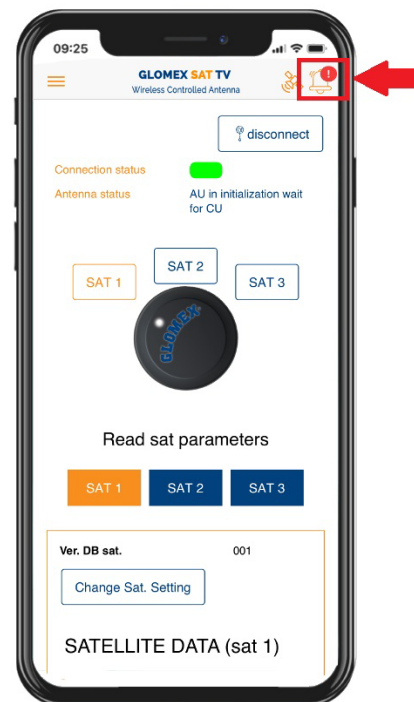 09:25
GLOMEX SAT TV
Wireless Controlled Antenna
!
disconnect
Connection status
Antenna status
AU in initialization wait
for CU
SAT 1
SAT 2
SAT 3
GLOMEX
Read sat parameters
SAT 1
SAT 2
SAT 3
Ver. DB sat.
001
Change Sat. Setting
SATELLITE DATA (sat 1)